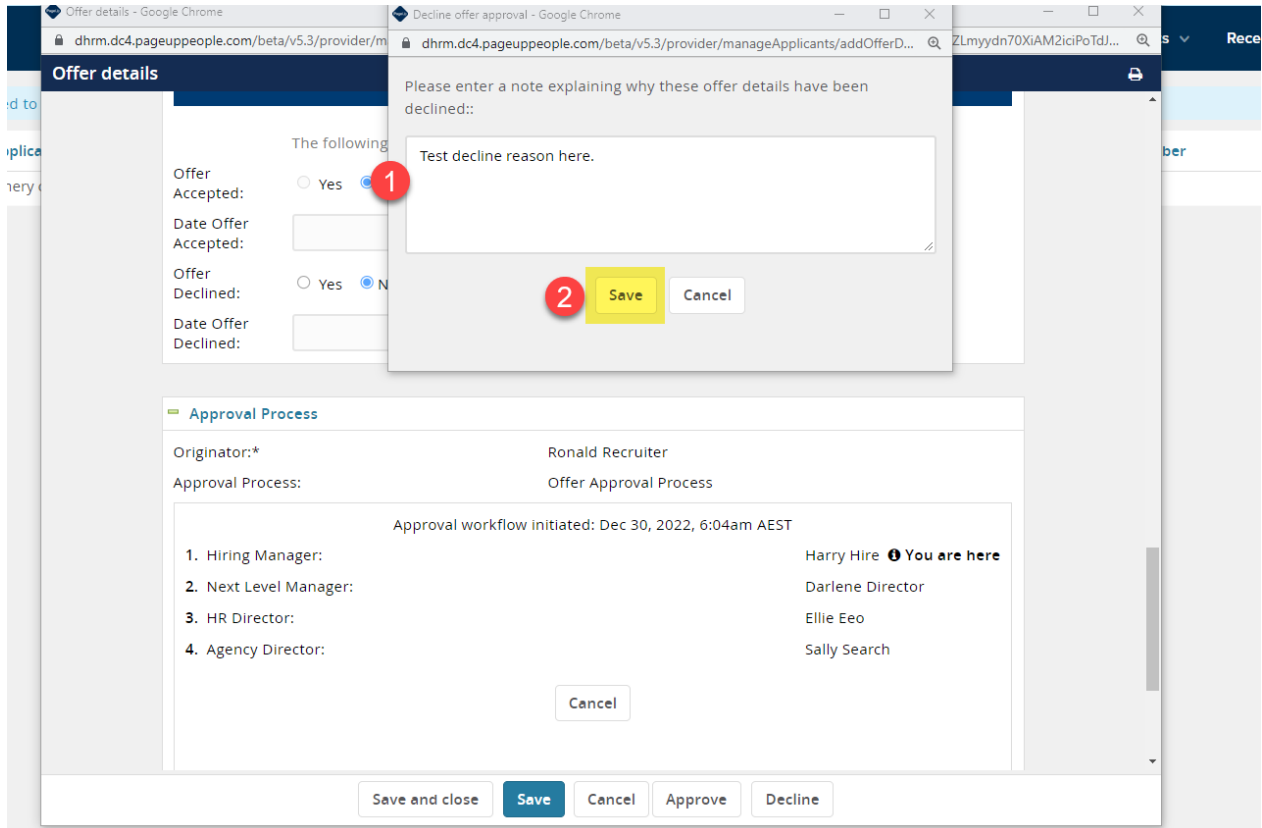 Offer details - Google Chrome
dhrm.dc4.pageuppeople.com/beta/v5.3/provider/m
Decline offer approval - Google Chrome
dhrm.dc4.pageuppeople.com/beta/v5.3/provider/manageApplicants/addOfferD...
ZLmyydn70XiAM2iciPoTdJ...
s
Rece
Offer details
ed to
pplica
nery
ber
Please enter a note explaining why these offer details have been
declined::
Test decline reason here.
1
2
Save
Cancel
The following
Offer
Accepted:
Yes
Date Offer
Accepted:
Offer
Declined:
Yes
N
Date Offer
Declined:
Approval Process
Originator:* Ronald Recruiter
Approval Process: Offer Approval Process
Approval workflow initiated: Dec 30, 2022, 6:04am AEST
1. Hiring Manager: Harry Hire You are here
2. Next Level Manager: Darlene Director
3. HR Director: Ellie Eeo
4. Agency Director: Sally Search
Cancel
Save and close
Save
Cancel
Approve
Decline